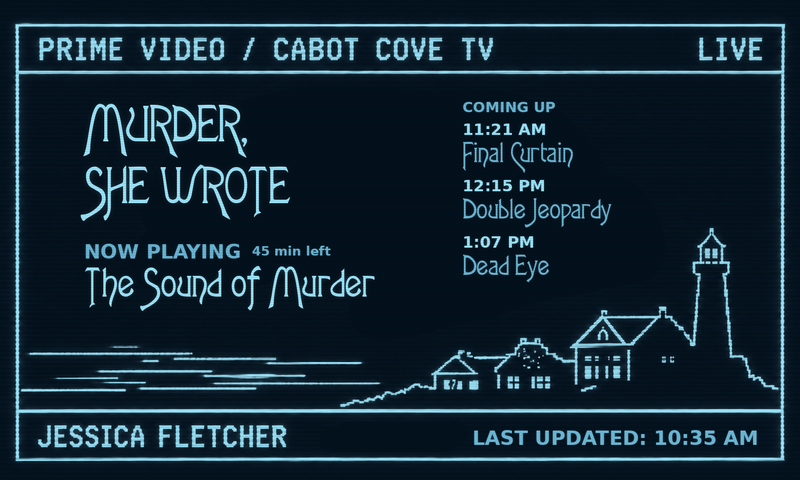 PRIME VIDEO / CABOT COVE TV
LIVE
MURDER,
SHE WROTE
NOW PLAYING 45 min left
The Sound of Murder
COMING UP
11:21 AM
Final Curtain
12:15 PM
Double Jeopardy
1:07 PM
Dead Eye
JESSICA FLETCHER
LAST UPDATED: 10:35 AM